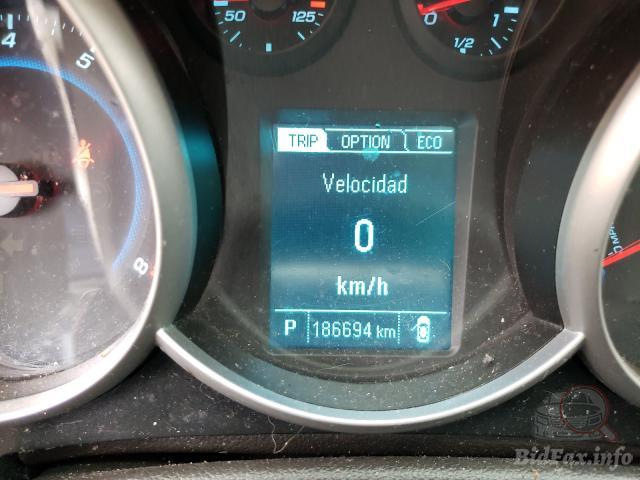 50 125
0 1/2 1
4 5
8
TRIP OPTION ECO
Velocidad
0
km/h
P 186694 km
BidFax.info